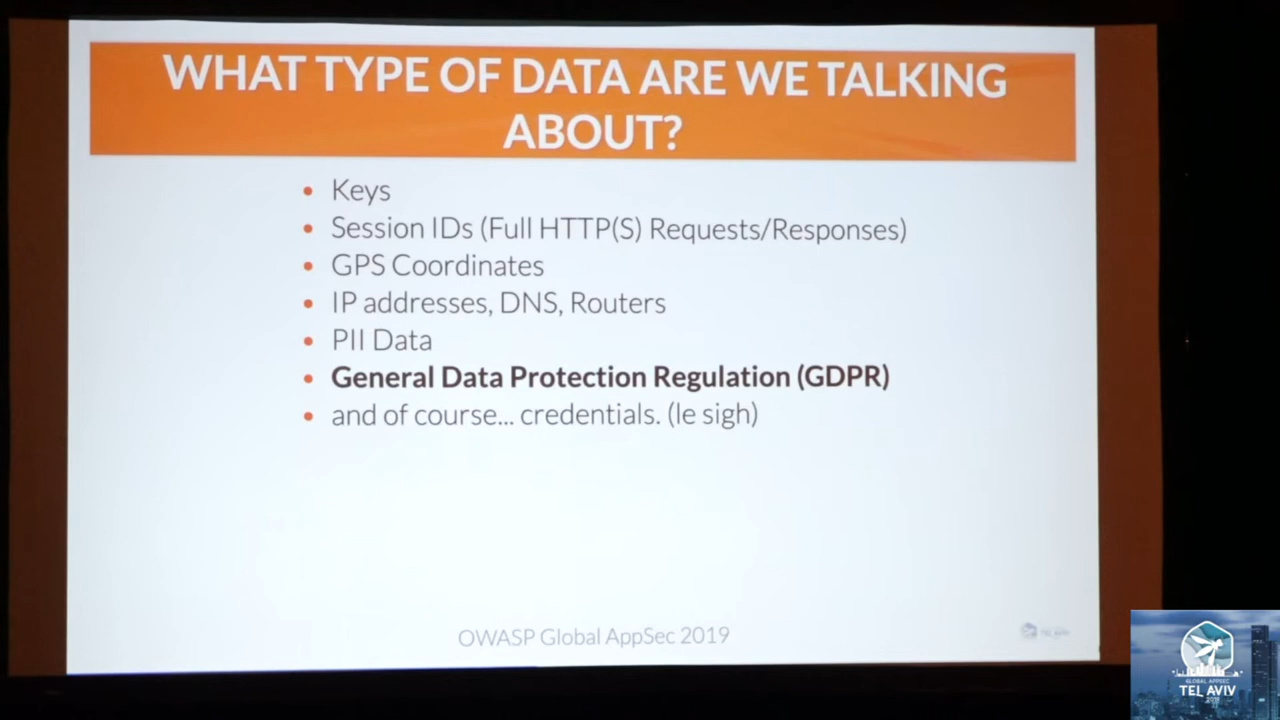 WHAT TYPE OF DATA ARE WE TALKING
ABOUT?
• Keys
• Session IDs (Full HTTP(S) Requests/Responses)
• GPS Coordinates
• IP addresses, DNS, Routers
• PII Data
• General Data Protection Regulation (GDPR)
• and of course... credentials. (le sigh)
OWASP Global AppSec 2019
TEL AVIV
GLOBAL APPSEC
TEL AVIV
2019